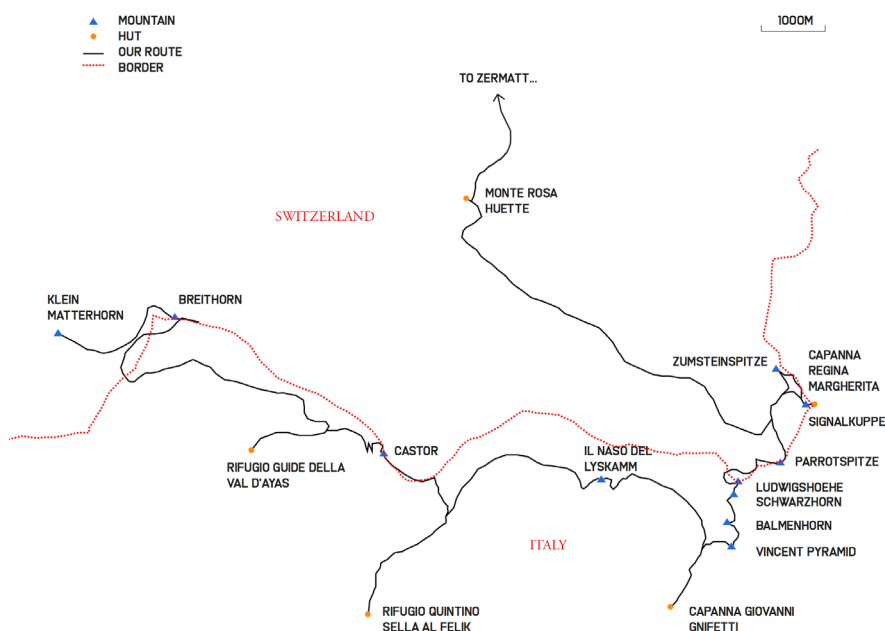 MOUNTAIN
HUT
OUR ROUTE
BORDER
1000M
TO ZERMATT...
MONTE ROSA
HUETTE
SWITZERLAND
KLEIN
MATTERHORN
BREITHORN
ZUMSTEINSPITZE
CAPANNA
REGINA
MARGHERITA
SIGNALKUPPE
RIFUGIO GUIDE DELLA
VAL D'AYAS
CASTOR
IL NASO DEL
LYSKAMM
PARROTSPITZE
LUDWIGSHOEHE
SCHWARZHORN
BALMENHORN
VINCENT PYRAMID
ITALY
RIFUGIO QUINTINO
SELLA AL FELIK
CAPANNA GIOVANNI
GNIFETTI